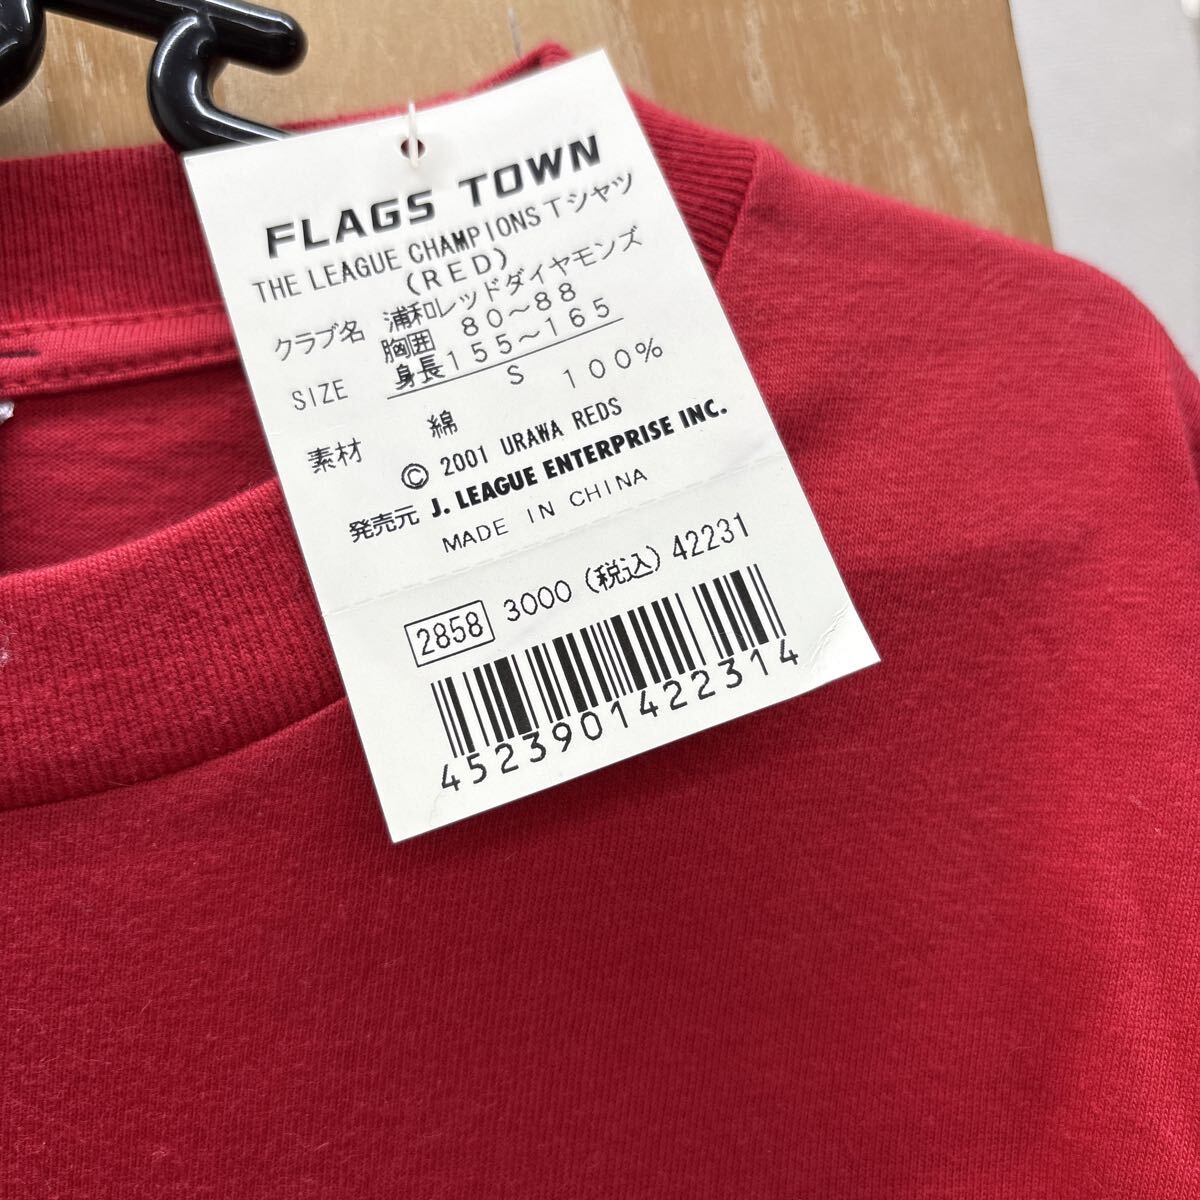 FLAGS TOWN
THE LEAGUE CHAMPIONS Tシャツ
(RED)
クラブ名 浦和レッドダイヤモンズ
胸囲 80～88
SIZE 身長155～165
S
素材 綿 100%
© 2001 URAWA REDS
発売元 J. LEAGUE ENTERPRISE INC.
MADE IN CHINA
2858 3000 (税込) 42231
4523901422314